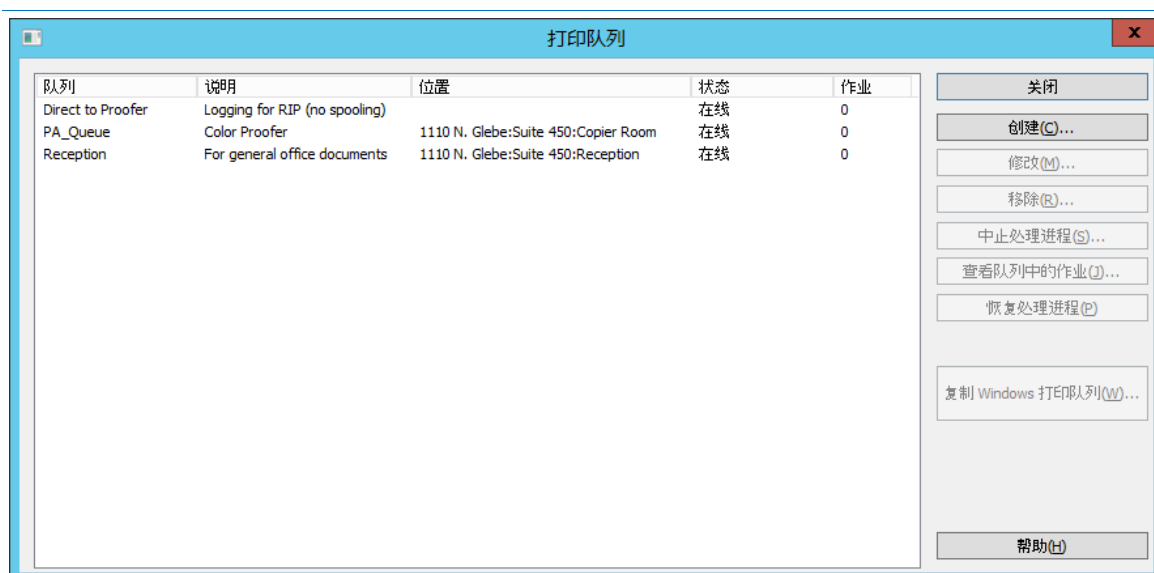 打印队列
x
队列 说明 位置 状态 作业
Direct to Proofer Logging for RIP (no spooling) 在线 0
PA_Queue Color Proofer 1110 N. Glebe:Suite 450:Copier Room 在线 0
Reception For general office documents 1110 N. Glebe:Suite 450:Reception 在线 0
关闭
创建(C)...
修改(M)...
移除(R)...
中止处理进程(S)...
查看队列中的作业(J)...
恢复处理进程(P)
复制 Windows 打印队列(W)...
帮助(H)